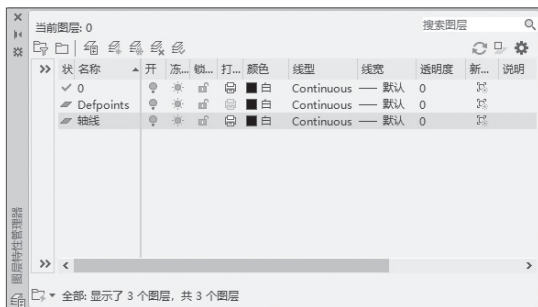 当前图层: 0
搜索图层
状 名称 开 冻... 锁... 打... 颜色 线型 线宽 透明度 新... 说明
0 白 Continuous 默认 0
Defpoints 白 Continuous 默认 0
轴线 白 Continuous 默认 0
全部: 显示了 3 个图层, 共 3 个图层
图层特性管理器